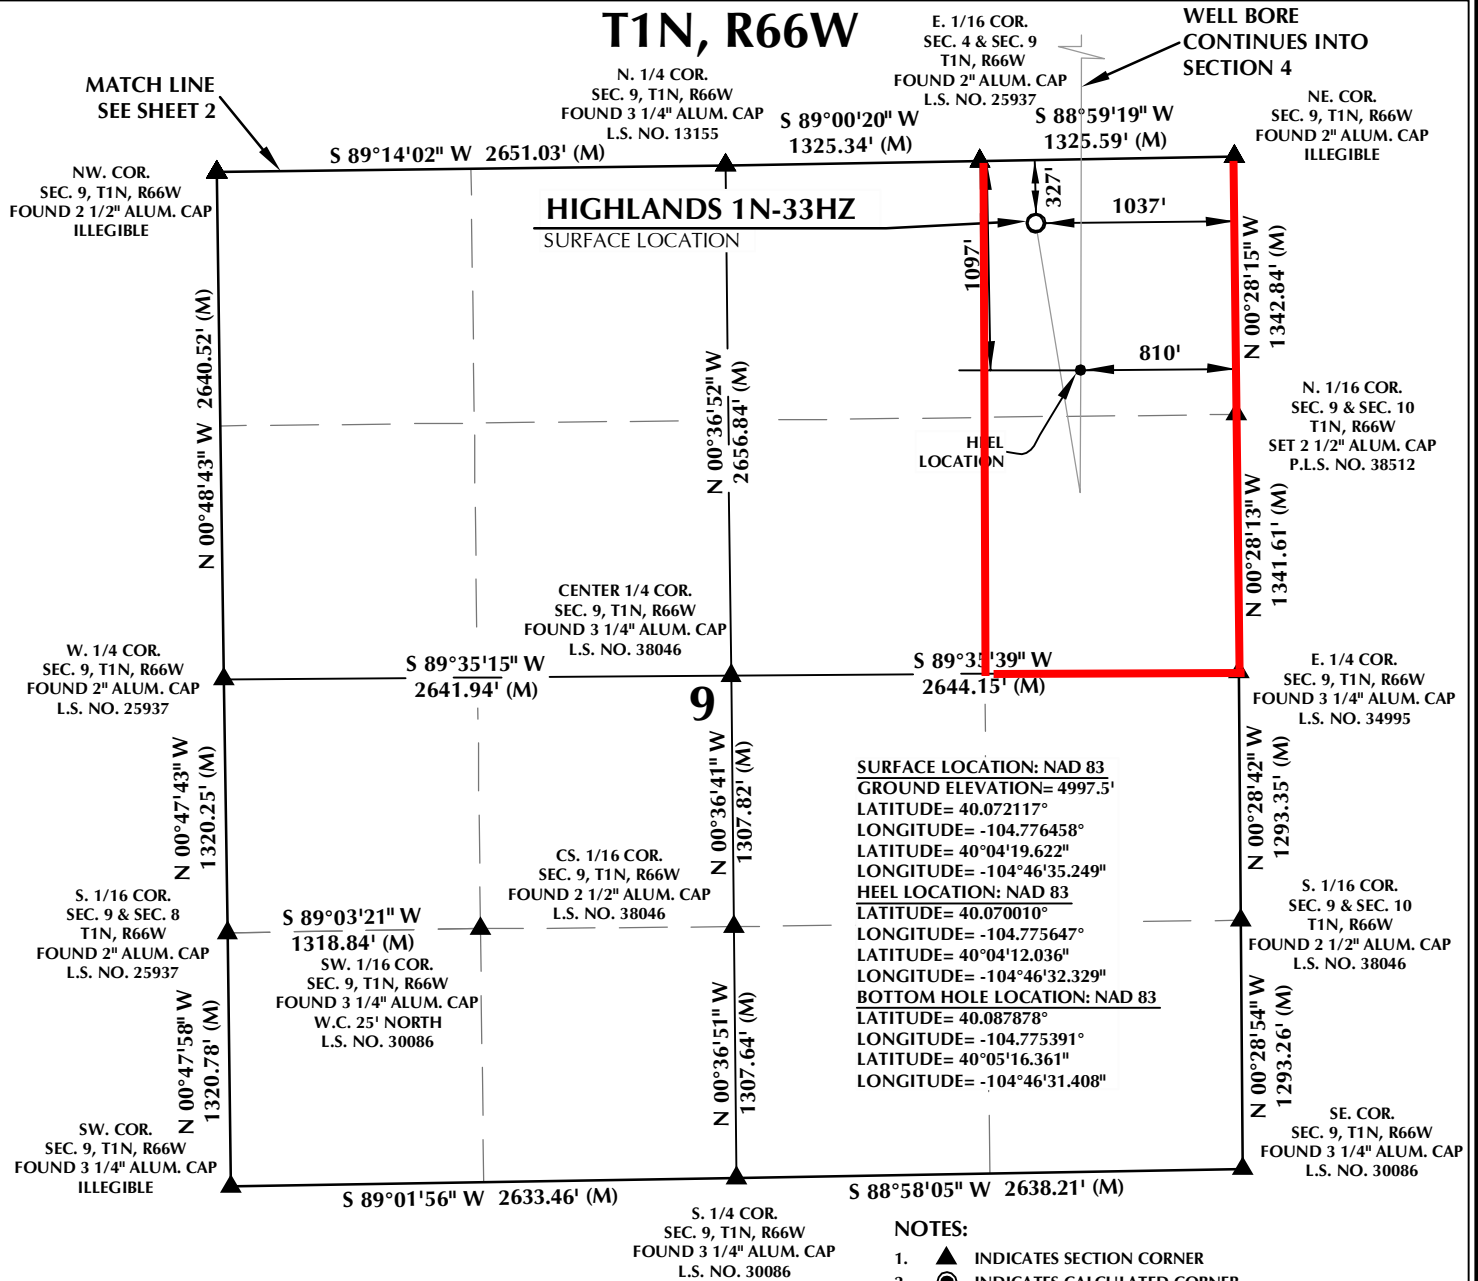 T1N, R66W
MATCH LINE
SEE SHEET 2
N. 1/4 COR.
SEC. 9, T1N, R66W
FOUND 3 1/4" ALUM. CAP
L.S. NO. 13155
E. 1/16 COR.
SEC. 4 & SEC. 9
T1N, R66W
FOUND 2" ALUM. CAP
L.S. NO. 25937
WELL BORE
CONTINUES INTO
SECTION 4
NE. COR.
SEC. 9, T1N, R66W
FOUND 2" ALUM. CAP
ILLEGIBLE
S 89°14'02" W 2651.03' (M)
S 89°00'20" W
1325.34' (M)
S 88°59'19" W
1325.59' (M)
NW. COR.
SEC. 9, T1N, R66W
FOUND 2 1/2" ALUM. CAP
ILLEGIBLE
HIGHLANDS 1N-33HZ
SURFACE LOCATION
327'
1037'
1097'
810'
HEEL
LOCATION
N 00°48'43" W 2640.52' (M)
N 00°36'52" W
2656.84' (M)
N 00°28'15" W
1342.84' (M)
N. 1/16 COR.
SEC. 9 & SEC. 10
T1N, R66W
SET 2 1/2" ALUM. CAP
P.L.S. NO. 38512
N 00°28'13" W
1341.61' (M)
CENTER 1/4 COR.
SEC. 9, T1N, R66W
FOUND 3 1/4" ALUM. CAP
L.S. NO. 38046
W. 1/4 COR.
SEC. 9, T1N, R66W
FOUND 2" ALUM. CAP
L.S. NO. 25937
S 89°35'15" W
2641.94' (M)
S 89°35'39" W
2644.15' (M)
E. 1/4 COR.
SEC. 9, T1N, R66W
FOUND 3 1/4" ALUM. CAP
L.S. NO. 34995
9
N 00°47'43" W
1320.25' (M)
N 00°36'41" W
1307.82' (M)
N 00°28'42" W
1293.35' (M)
SURFACE LOCATION: NAD 83
GROUND ELEVATION= 4997.5'
LATITUDE= 40.072117°
LONGITUDE= -104.776458°
LATITUDE= 40°04'19.622"
LONGITUDE= -104°46'35.249"
HEEL LOCATION: NAD 83
LATITUDE= 40.070010°
LONGITUDE= -104.775647°
LATITUDE= 40°04'12.036"
LONGITUDE= -104°46'32.329"
BOTTOM HOLE LOCATION: NAD 83
LATITUDE= 40.087878°
LONGITUDE= -104.775391°
LATITUDE= 40°05'16.361"
LONGITUDE= -104°46'31.408"
CS. 1/16 COR.
SEC. 9, T1N, R66W
FOUND 2 1/2" ALUM. CAP
L.S. NO. 38046
S. 1/16 COR.
SEC. 9 & SEC. 8
T1N, R66W
FOUND 2" ALUM. CAP
L.S. NO. 25937
S 89°03'21" W
1318.84' (M)
SW. 1/16 COR.
SEC. 9, T1N, R66W
FOUND 3 1/4" ALUM. CAP
W.C. 25' NORTH
L.S. NO. 30086
S. 1/16 COR.
SEC. 9 & SEC. 10
T1N, R66W
FOUND 2 1/2" ALUM. CAP
L.S. NO. 38046
N 00°47'58" W
1320.78' (M)
N 00°36'51" W
1307.64' (M)
N 00°28'54" W
1293.26' (M)
SW. COR.
SEC. 9, T1N, R66W
FOUND 3 1/4" ALUM. CAP
ILLEGIBLE
SE. COR.
SEC. 9, T1N, R66W
FOUND 3 1/4" ALUM. CAP
L.S. NO. 30086
S 89°01'56" W 2633.46' (M)
S 88°58'05" W 2638.21' (M)
S. 1/4 COR.
SEC. 9, T1N, R66W
FOUND 3 1/4" ALUM. CAP
L.S. NO. 30086
NOTES:
1. INDICATES SECTION CORNER
2. INDICATES CALCULATED CORNER